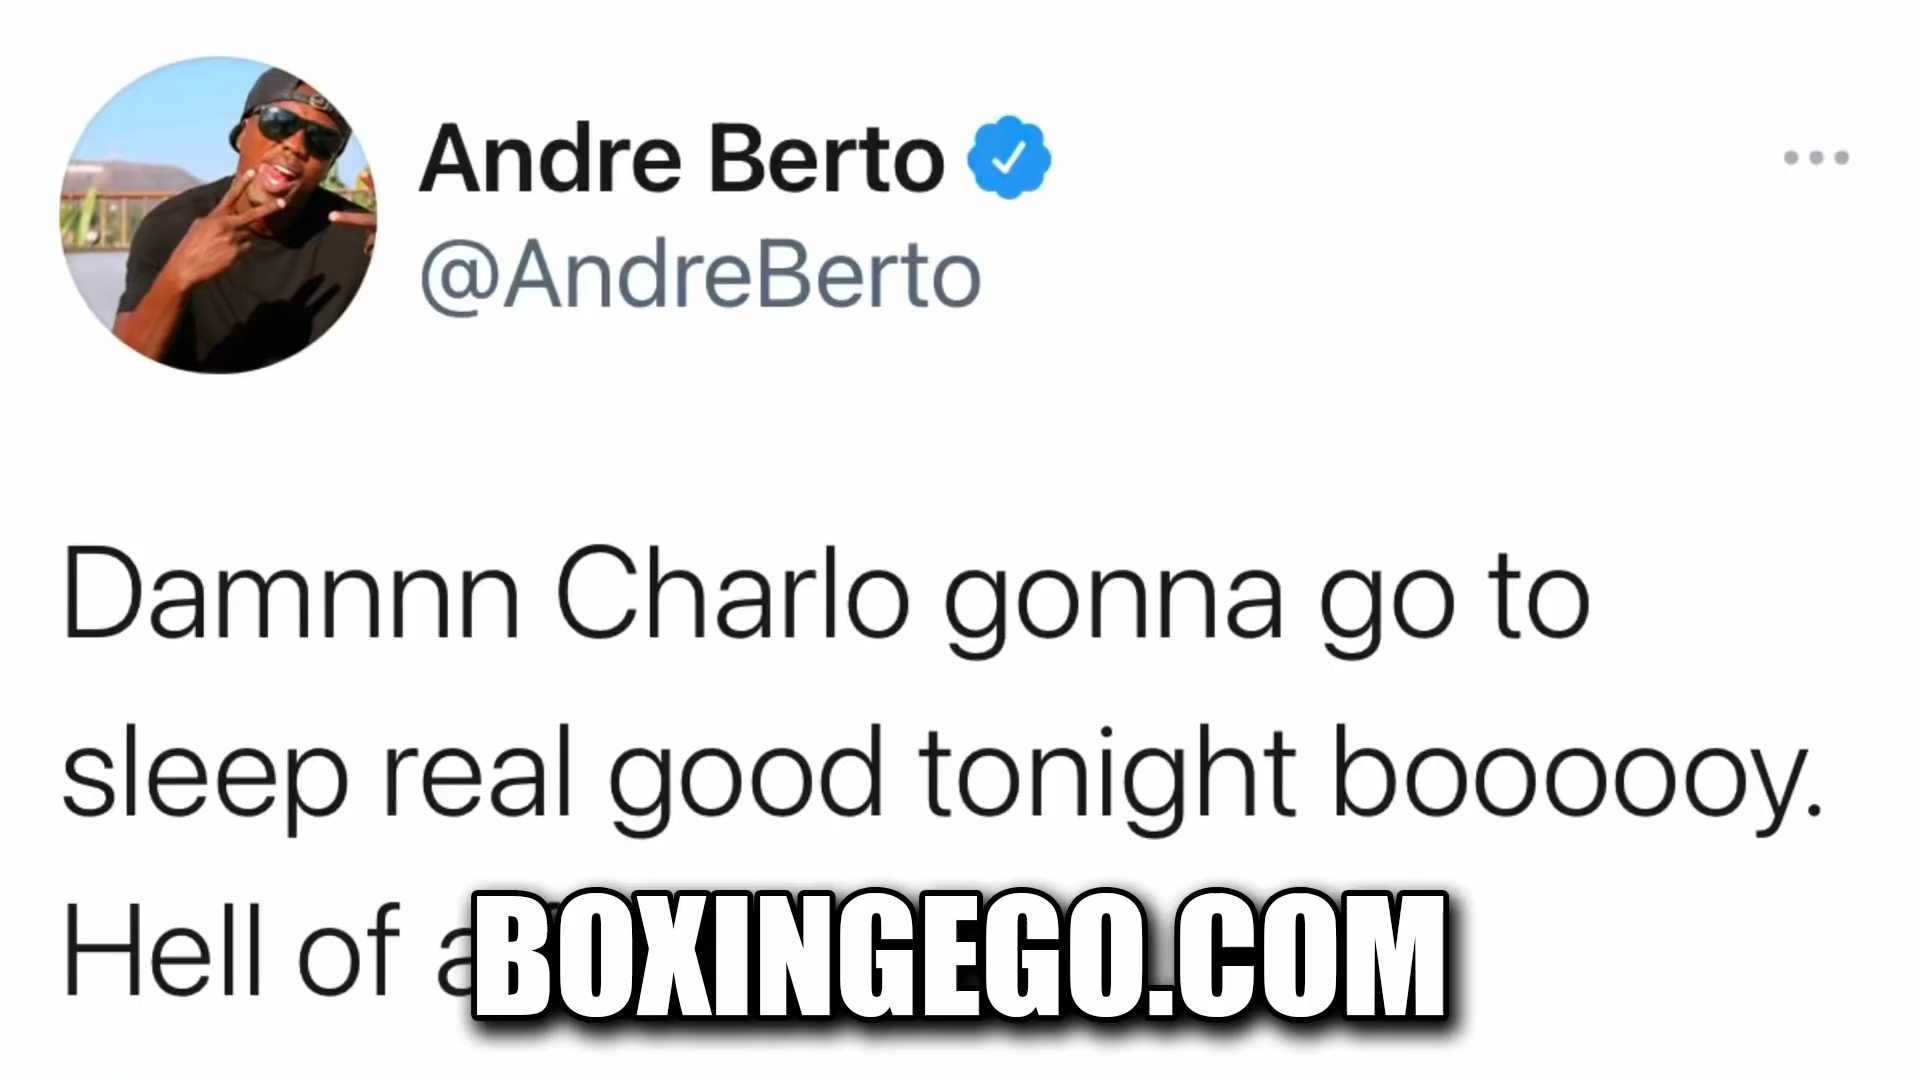 Andre Berto
@AndreBerto
Damnnn Charlo gonna go to
sleep real good tonight boooooy.
Hell of a
BOXINGEGO.COM